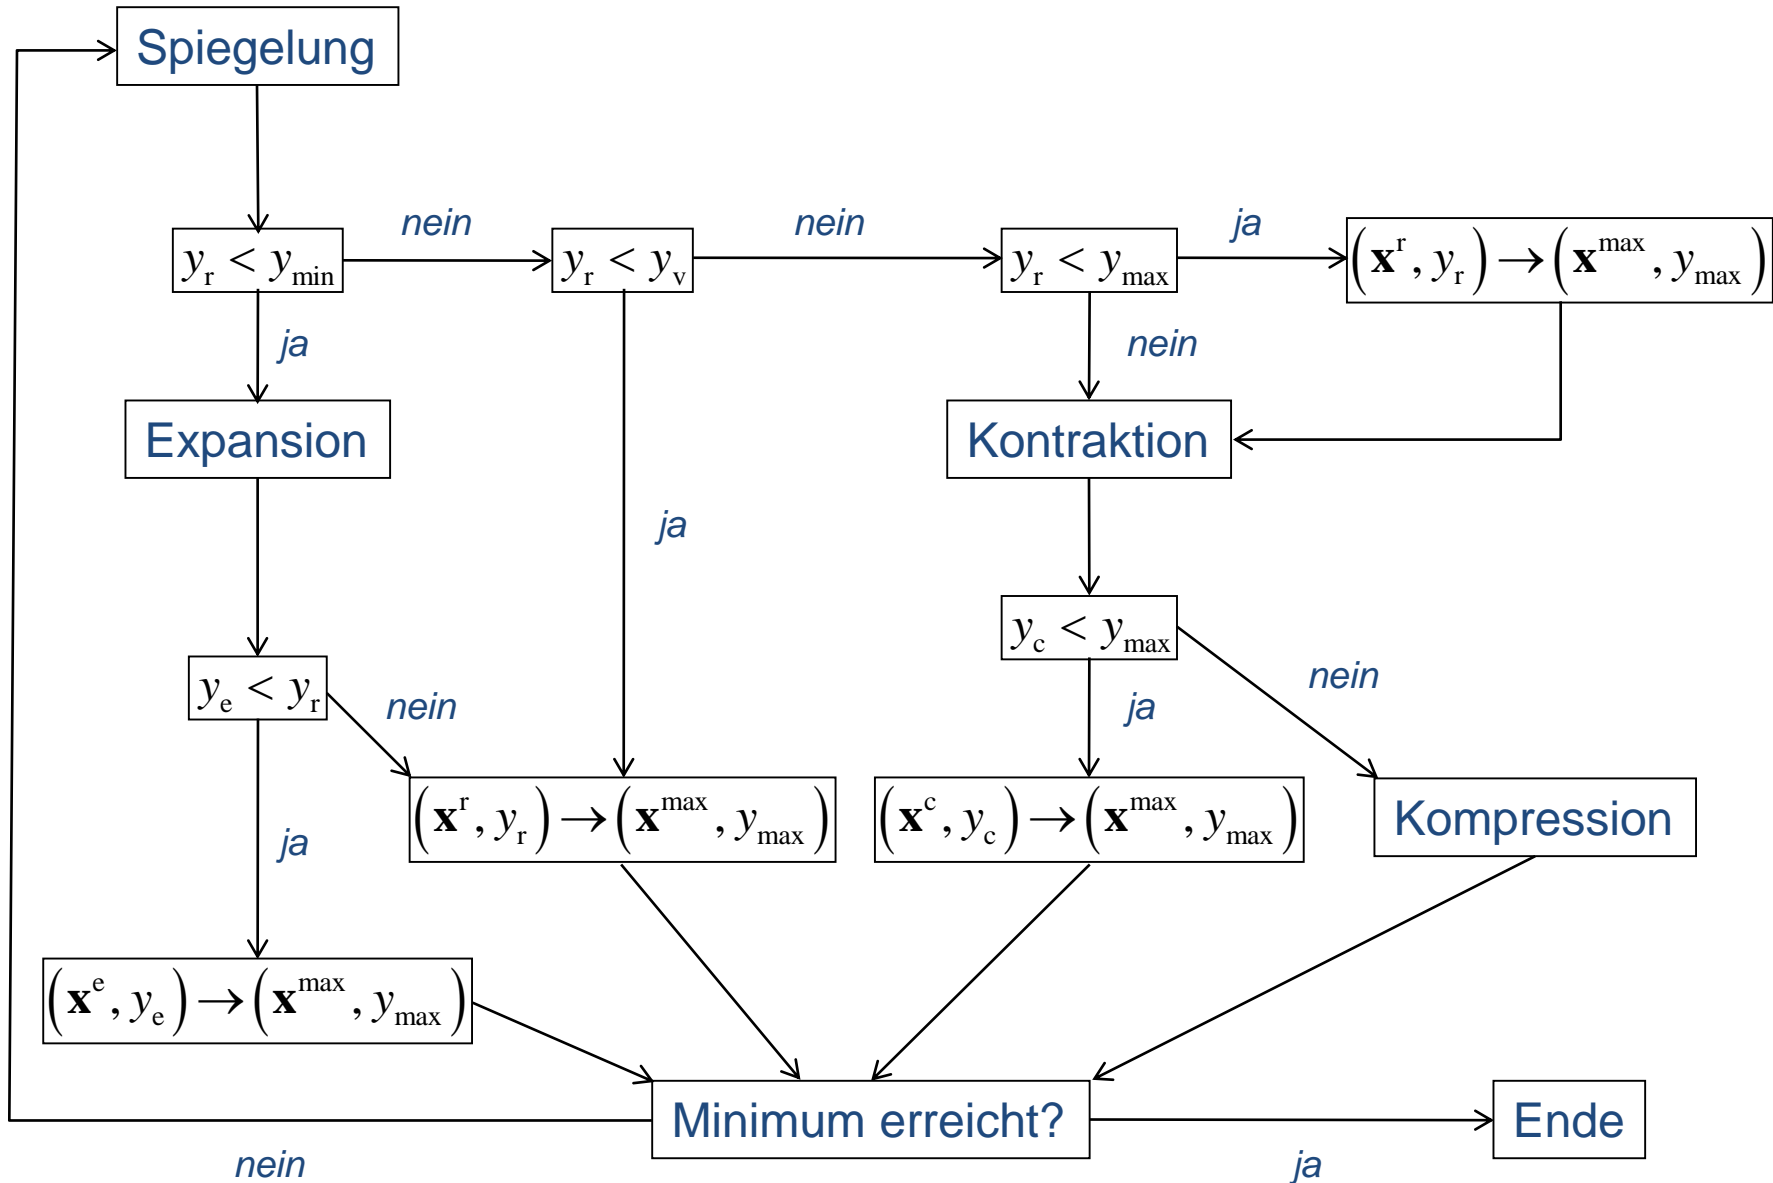 Spiegelung
nein
nein
ja
y_r < y_min
y_r < y_v
y_r < y_max
(x^r, y_r) → (x^max, y_max)
ja
nein
Expansion
Kontraktion
ja
y_e < y_r
nein
y_c < y_max
nein
ja
ja
(x^r, y_r) → (x^max, y_max)
(x^c, y_c) → (x^max, y_max)
Kompression
(x^e, y_e) → (x^max, y_max)
Minimum erreicht?
Ende
nein
ja